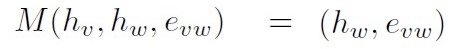 M(h_v, h_w, e_{vw}) = (h_w, e_{vw})